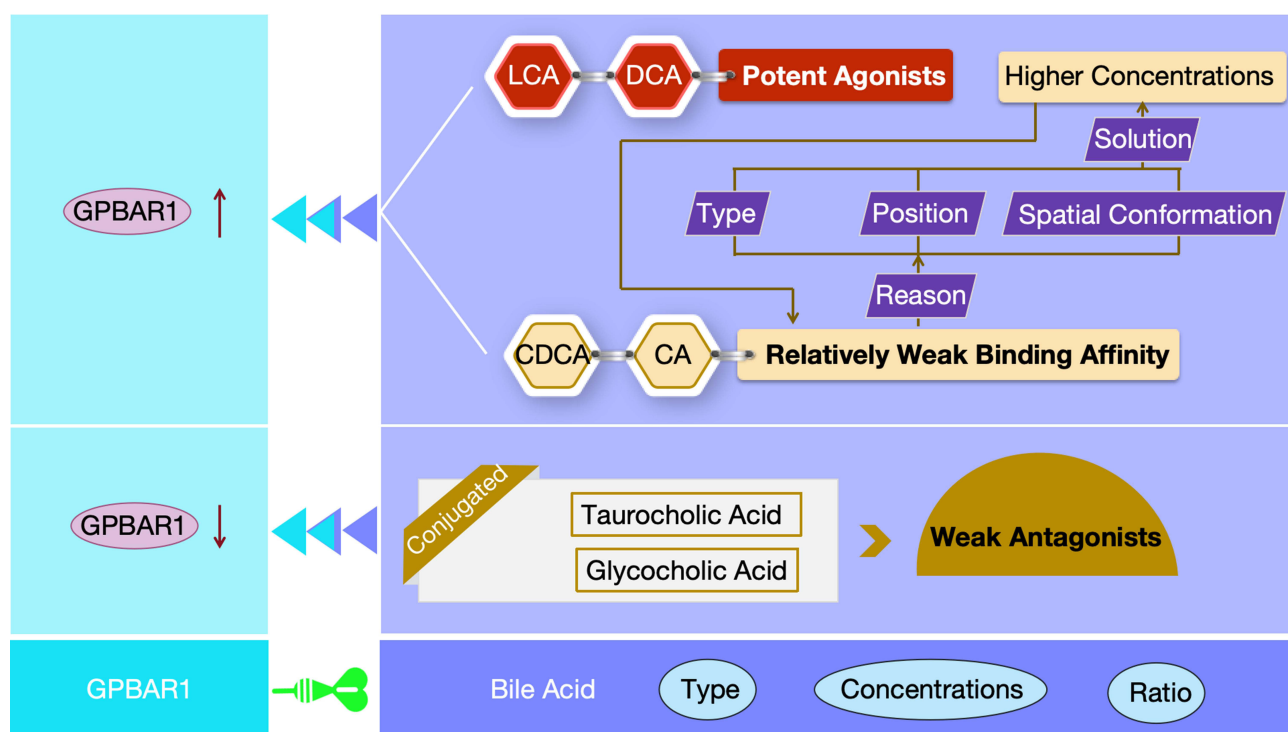 LCA
DCA
Potent Agonists
Higher Concentrations
Solution
GPBAR1
Type
Position
Spatial Conformation
Reason
CDCA
CA
Relatively Weak Binding Affinity
Conjugated
GPBAR1
Taurocholic Acid
Glycocholic Acid
Weak Antagonists
GPBAR1
Bile Acid
Type
Concentrations
Ratio